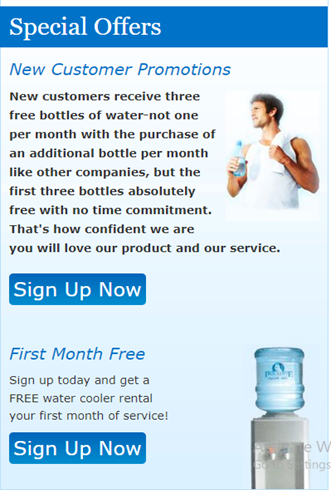 Special Offers
New Customer Promotions
New customers receive three
free bottles of water-not one
per month with the purchase of
an additional bottle per month
like other companies, but the
first three bottles absolutely
free with no time commitment.
That's how confident we are
you will love our product and our service.
Sign Up Now
First Month Free
Sign up today and get a
FREE water cooler rental
your first month of service!
Sign Up Now